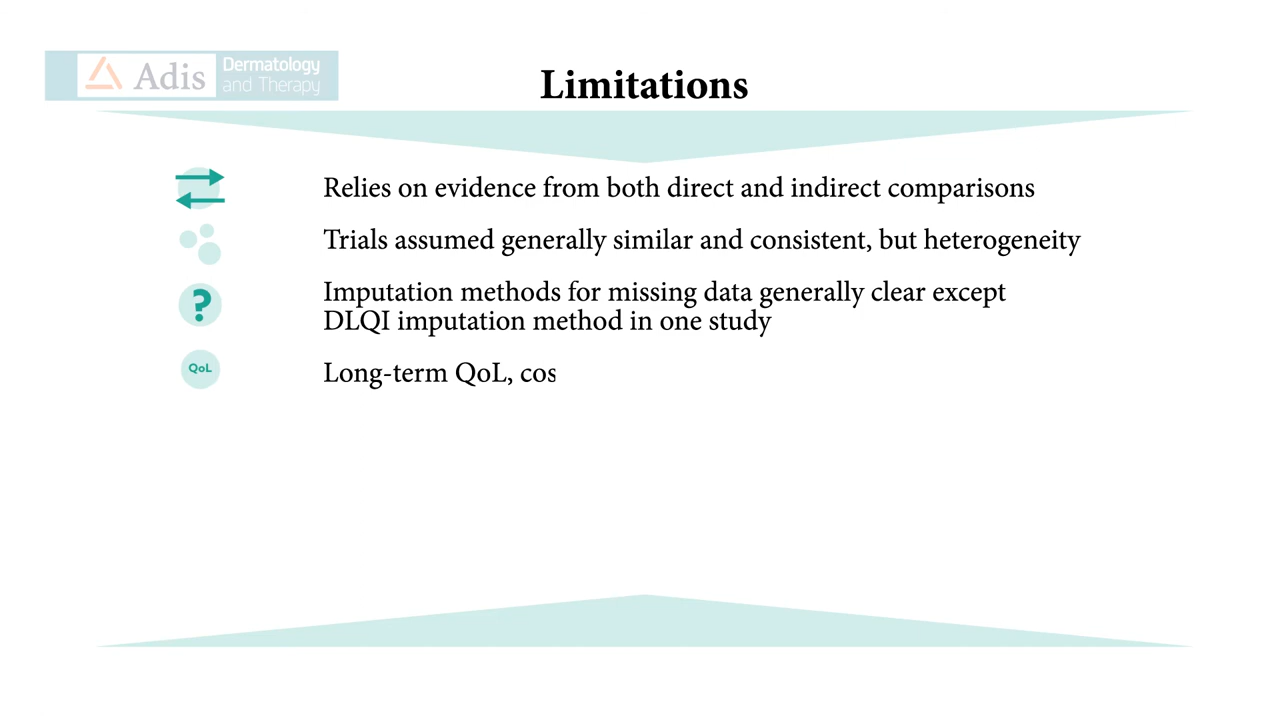 Adis
Dermatology
and Therapy
Limitations
Relies on evidence from both direct and indirect comparisons
Trials assumed generally similar and consistent, but heterogeneity
?
Imputation methods for missing data generally clear except
DLQI imputation method in one study
QoL
Long-term QoL, cos